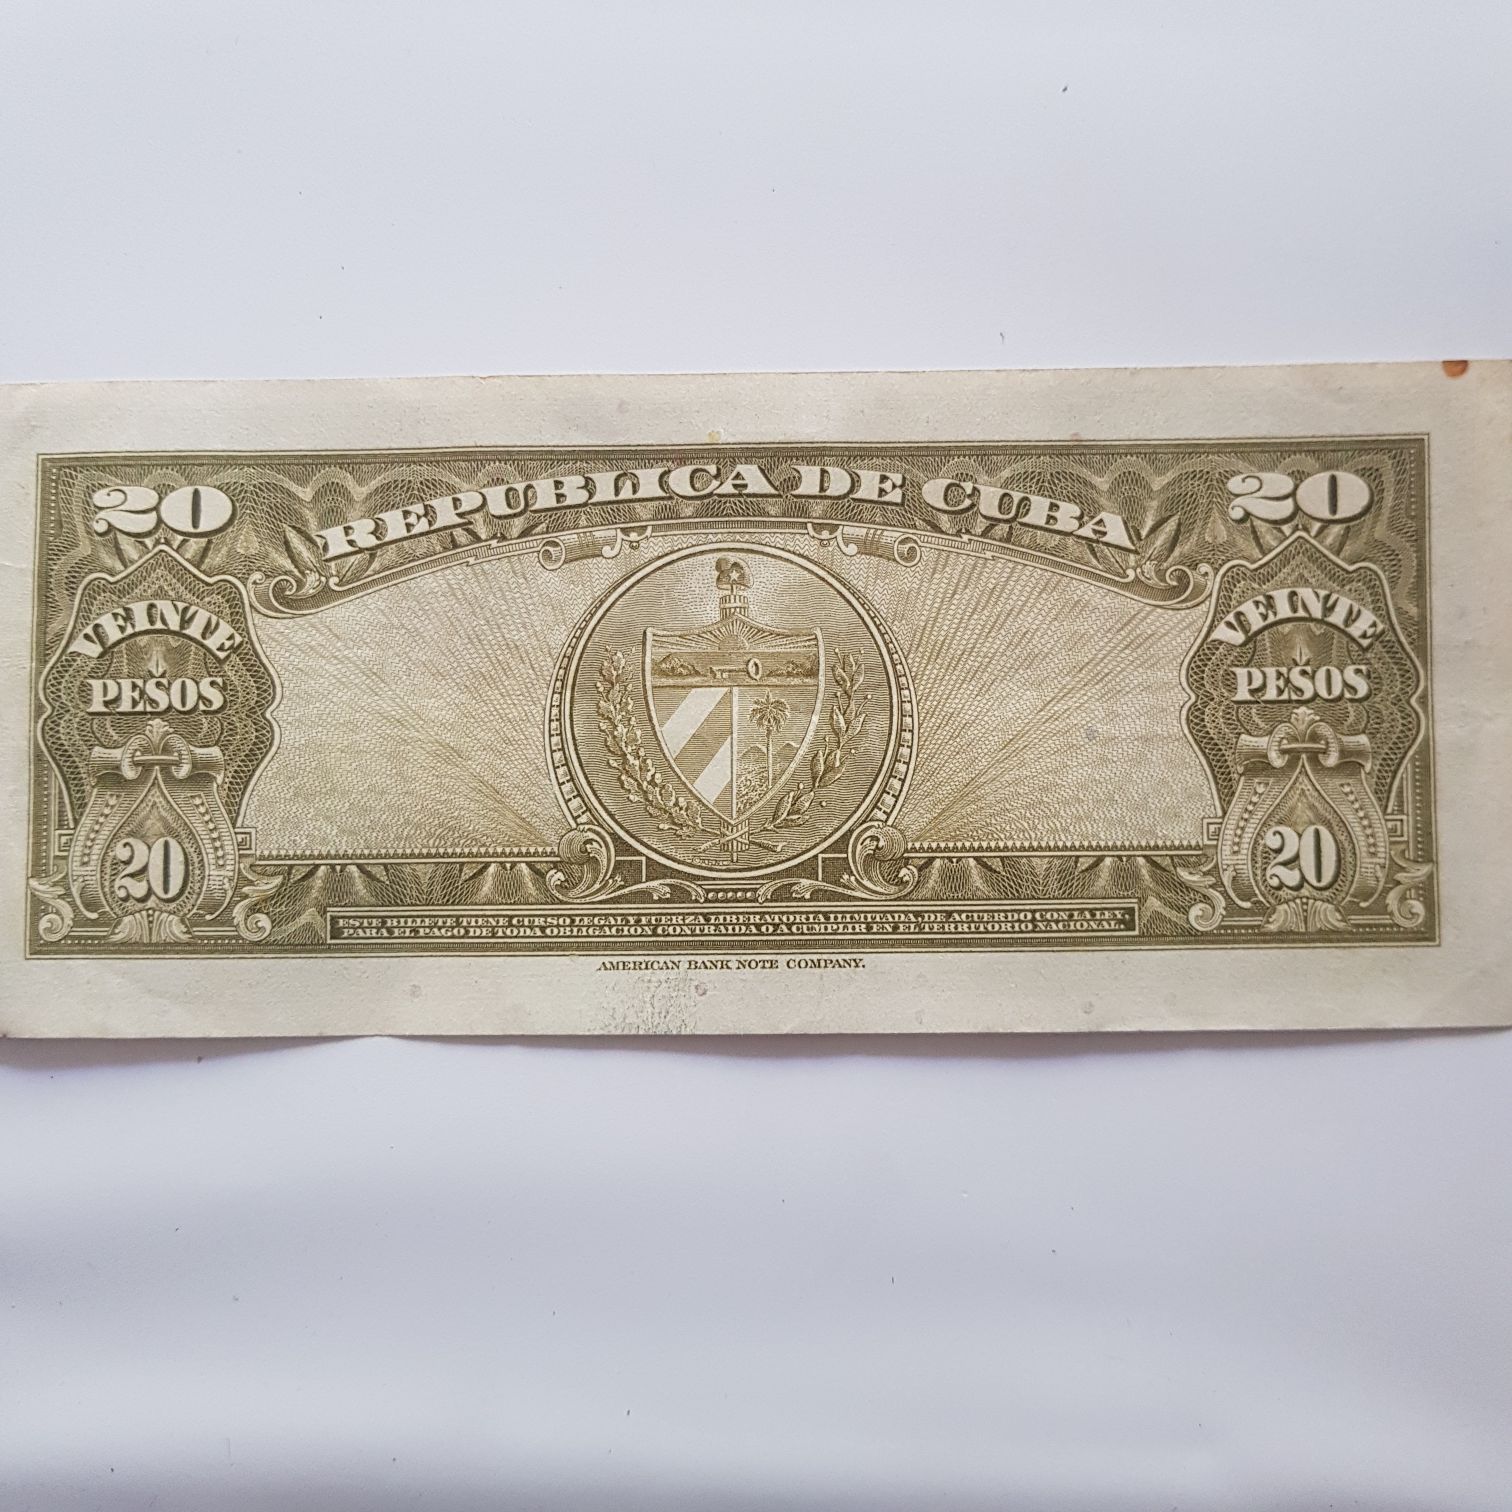 20 REPUBLICA DE CUBA 20
VEINTE VEINTE
PESOS PESOS
20 20
ESTE BILLETE TIENE CURSO LEGAL Y FUERZA LIBERATORIA ILIMITADA, DE ACUERDO CON LA LEY,
PARA EL PAGO DE TODA OBLIGACION CONTRAIDA O A CUMPLIR EN EL TERRITORIO NACIONAL.
AMERICAN BANK NOTE COMPANY.